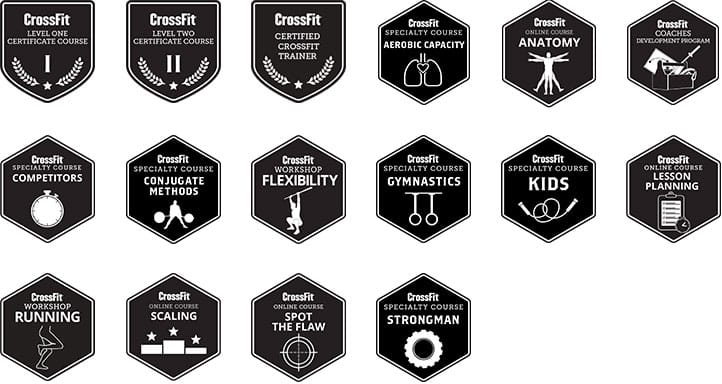 CrossFit
LEVEL ONE
CERTIFICATE COURSE
I
CrossFit
LEVEL TWO
CERTIFICATE COURSE
II
CrossFit
CERTIFIED
CROSSFIT
TRAINER
CrossFit
SPECIALTY COURSE
AEROBIC CAPACITY
CrossFit
ONLINE COURSE
ANATOMY
CrossFit
COACHES
DEVELOPMENT PROGRAM
CrossFit
SPECIALTY COURSE
COMPETITORS
CrossFit
SPECIALTY COURSE
CONJUGATE
METHODS
CrossFit
WORKSHOP
FLEXIBILITY
CrossFit
SPECIALTY COURSE
GYMNASTICS
CrossFit
SPECIALTY COURSE
KIDS
CrossFit
ONLINE COURSE
LESSON
PLANNING
CrossFit
WORKSHOP
RUNNING
CrossFit
ONLINE COURSE
SCALING
CrossFit
ONLINE COURSE
SPOT
THE FLAW
CrossFit
SPECIALTY COURSE
STRONGMAN